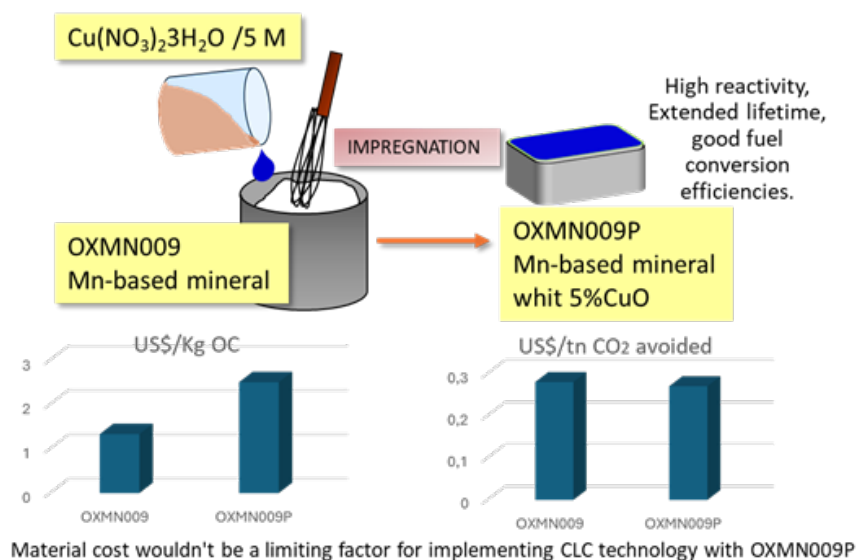 Cu(NO₃)₂3H₂O /5 M
High reactivity,
Extended lifetime,
good fuel
conversion
efficiencies.
IMPREGNATION
OXMN009
Mn-based mineral
OXMN009P
Mn-based mineral
whit 5%CuO
US$/Kg OC
3
2
1
0
OXMN009
OXMN009P
US$/tn CO₂ avoided
0,3
0,2
0,1
0
OXMN009
OXMN009P
Material cost wouldn't be a limiting factor for implementing CLC technology with OXMN009P